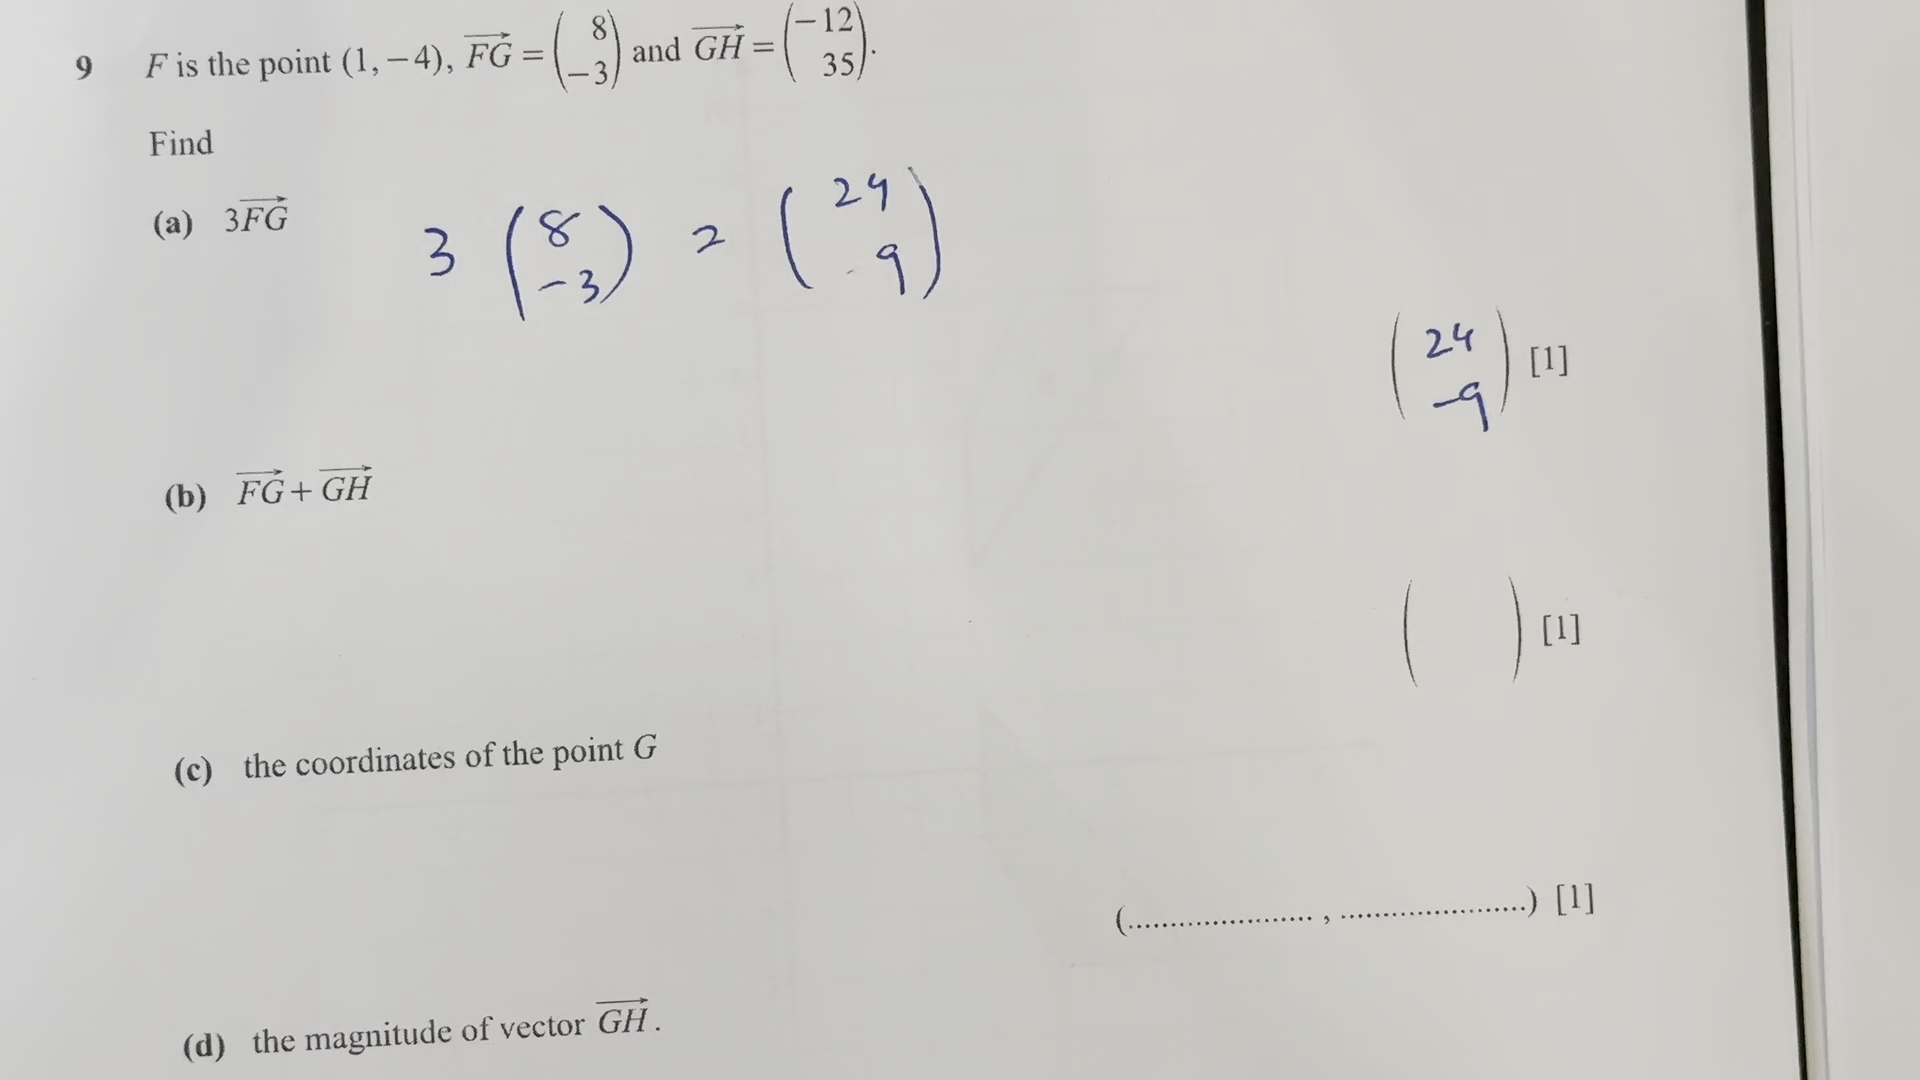 9 F is the point (1, −4), FG→ = (8 −3) and GH→ = (−12 35).
Find
(a) 3FG→
3 (8 −3) = (24 9)
(24 −9) [1]
(b) FG→ + GH→
( ) [1]
(c) the coordinates of the point G
(...................... , ......................) [1]
(d) the magnitude of vector GH→ .